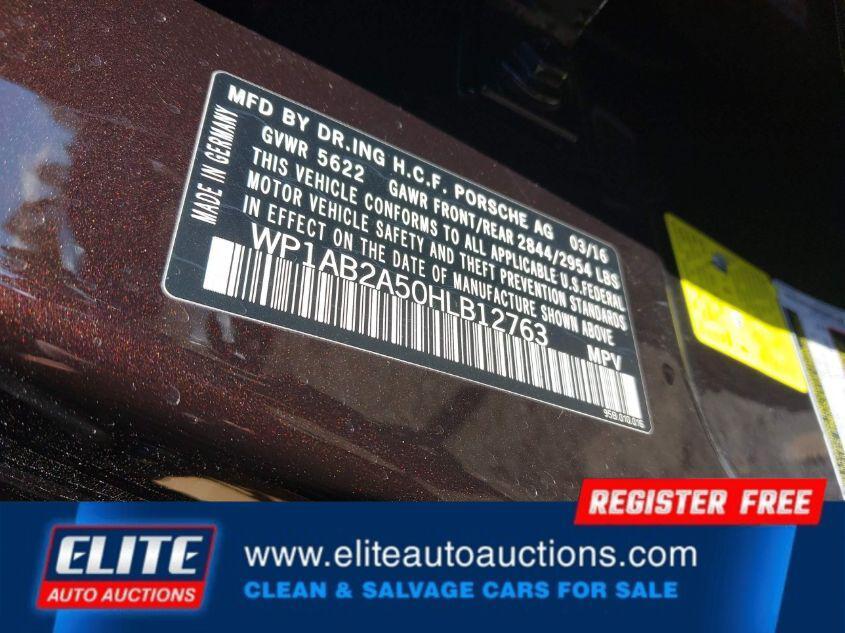 MFD BY DR.ING H.C.F. PORSCHE AG 03/16
GVWR 5622 GAWR FRONT/REAR 2844/2954 LBS
THIS VEHICLE CONFORMS TO ALL APPLICABLE U.S.FEDERAL
MOTOR VEHICLE SAFETY AND THEFT PREVENTION STANDARDS
IN EFFECT ON THE DATE OF MANUFACTURE SHOWN ABOVE
WP1AB2A50HLB12763 MPV
MADE IN GERMANY
95B.010.016
REGISTER FREE
ELITE
AUTO AUCTIONS
www.eliteautoauctions.com
CLEAN & SALVAGE CARS FOR SALE